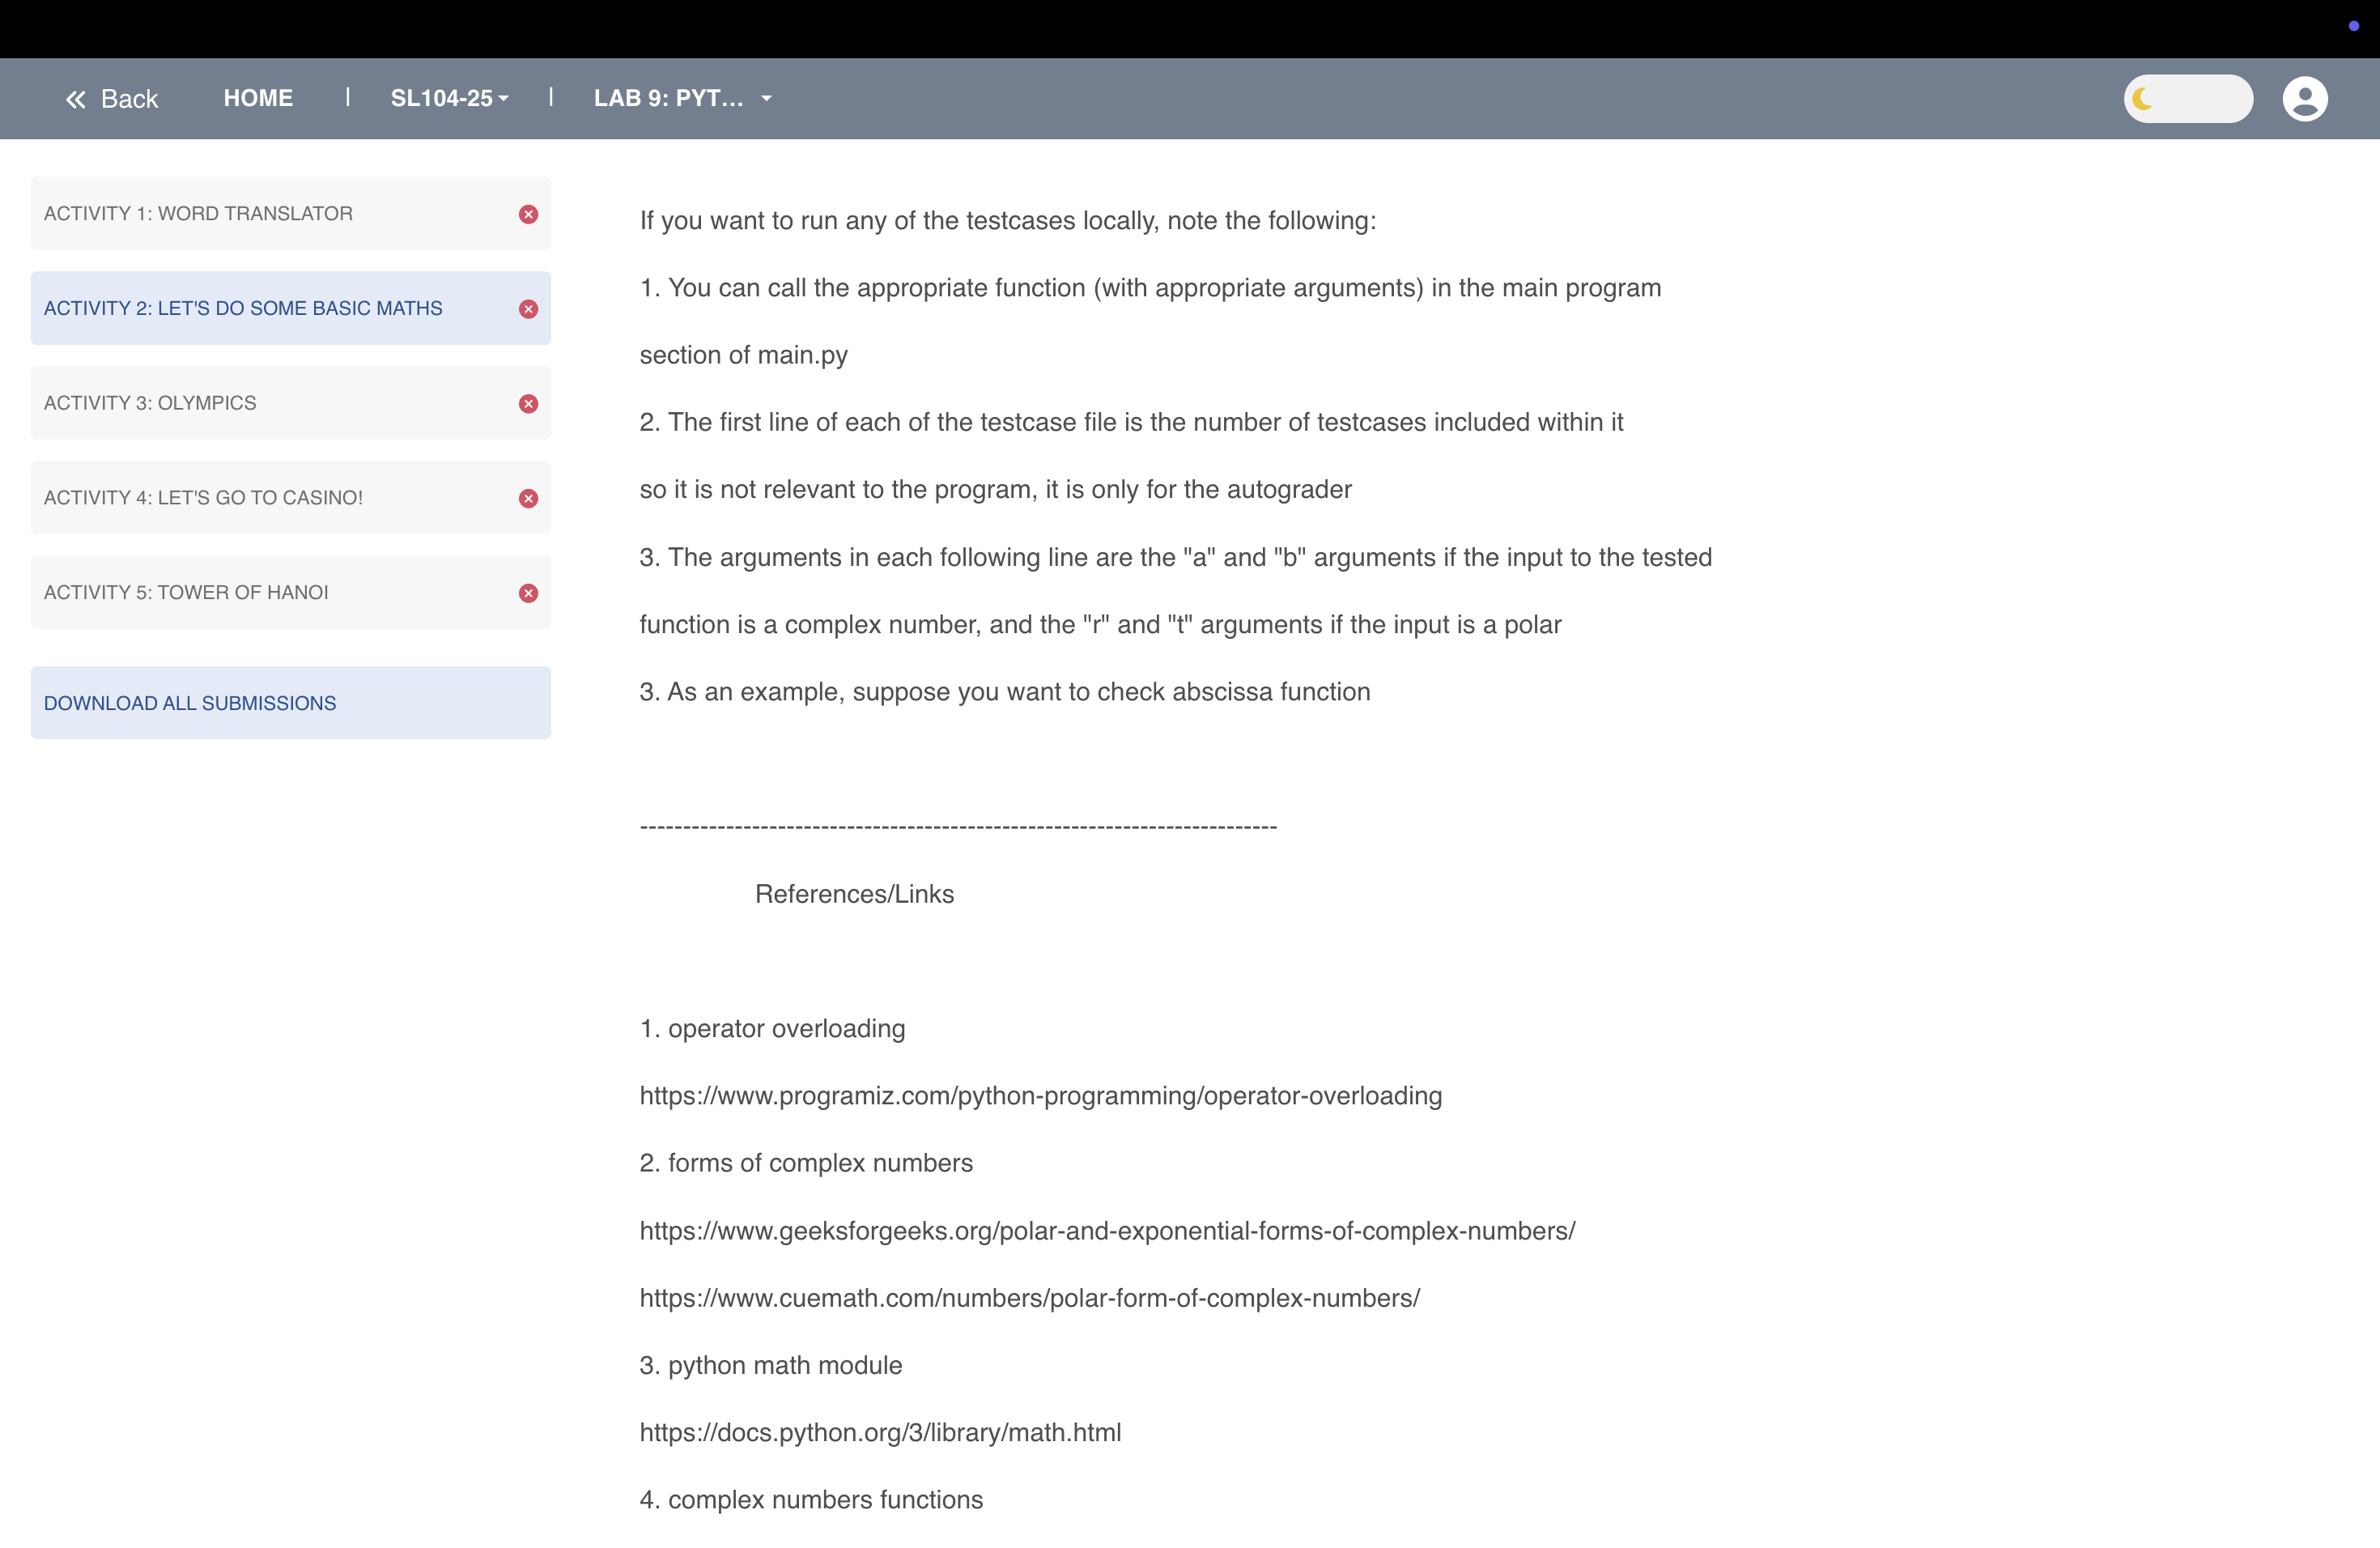 Back
HOME
|
SL104-25
|
LAB 9: PYT...
ACTIVITY 1: WORD TRANSLATOR
ACTIVITY 2: LET'S DO SOME BASIC MATHS
ACTIVITY 3: OLYMPICS
ACTIVITY 4: LET'S GO TO CASINO!
ACTIVITY 5: TOWER OF HANOI
DOWNLOAD ALL SUBMISSIONS
If you want to run any of the testcases locally, note the following:
1. You can call the appropriate function (with appropriate arguments) in the main program
section of main.py
2. The first line of each of the testcase file is the number of testcases included within it
so it is not relevant to the program, it is only for the autograder
3. The arguments in each following line are the "a" and "b" arguments if the input to the tested
function is a complex number, and the "r" and "t" arguments if the input is a polar
3. As an example, suppose you want to check abscissa function
--------------------------------------------------------------------------
References/Links
1. operator overloading
https://www.programiz.com/python-programming/operator-overloading
2. forms of complex numbers
https://www.geeksforgeeks.org/polar-and-exponential-forms-of-complex-numbers/
https://www.cuemath.com/numbers/polar-form-of-complex-numbers/
3. python math module
https://docs.python.org/3/library/math.html
4. complex numbers functions